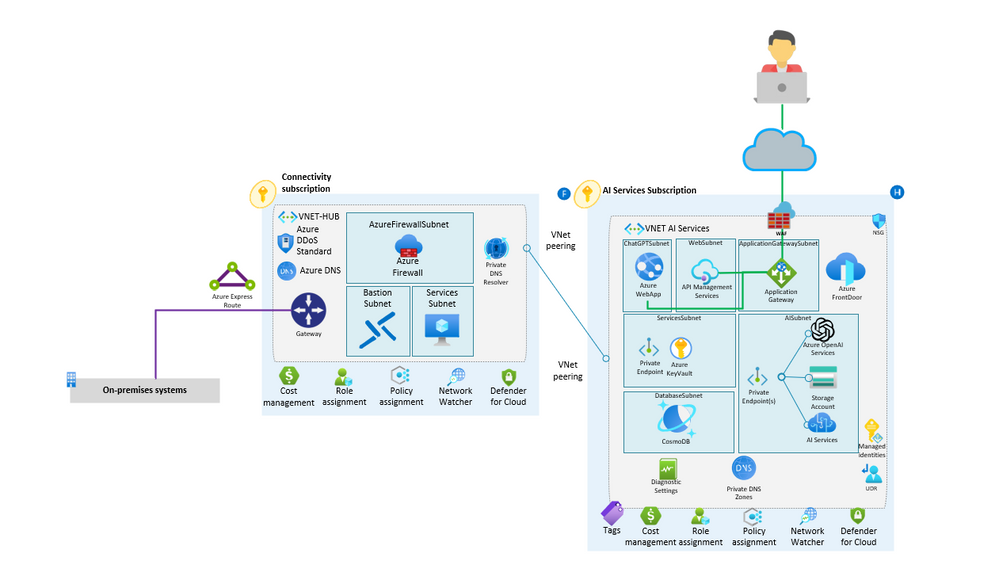 Connectivity
subscription
VNET-HUB
Azure
DDoS
Standard
Azure DNS
Gateway
AzureFirewallSubnet
Azure
Firewall
Bastion
Subnet
Services
Subnet
Private
DNS
Resolver
Cost
management
Role
assignment
Policy
assignment
Network
Watcher
Defender
for Cloud
Azure Express
Route
On-premises systems
VNet
peering
VNet
peering
F
AI Services Subscription
H
VNET AI Services
WAF
NSG
ChatGPTSubnet
Azure
WebApp
WebSubnet
API Management
Services
ApplicationGatewaySubnet
Application
Gateway
Azure
FrontDoor
ServicesSubnet
Private
Endpoint
Azure
KeyVault
AISubnet
Azure OpenAI
Services
Private
Endpoint(s)
Storage
Account
AI Services
DatabaseSubnet
CosmoDB
Managed
identities
UDR
Diagnostic
Settings
DNS
Private DNS
Zones
Tags
Cost
management
Role
assignment
Policy
assignment
Network
Watcher
Defender
for Cloud
DNS